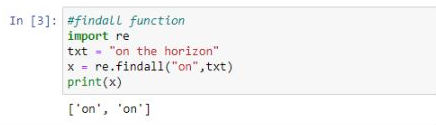 In [3]: #findall function
import re
txt = "on the horizon"
x = re.findall("on",txt)
print(x)
['on', 'on']